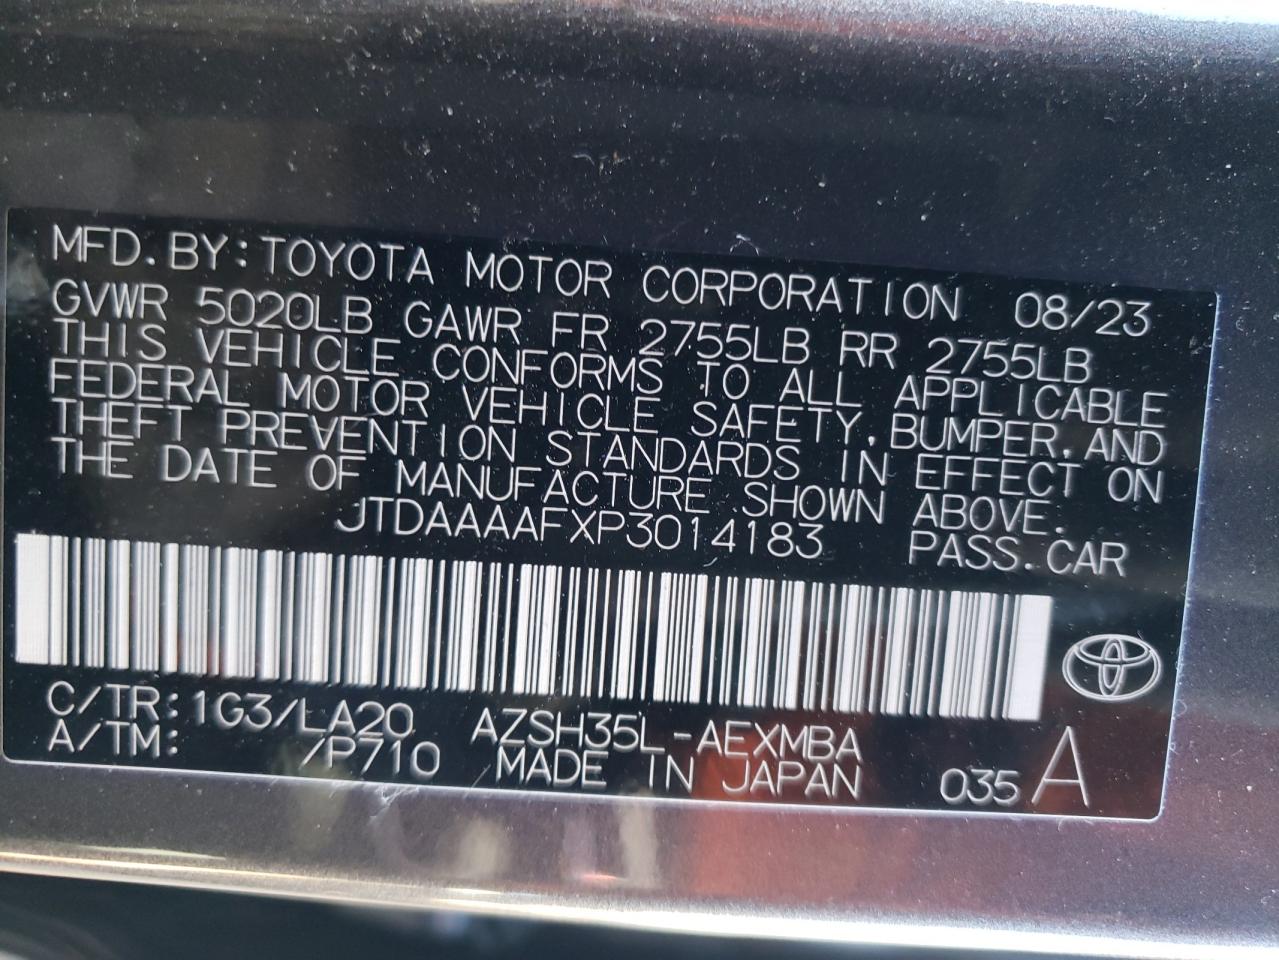 MFD. BY: TOYOTA MOTOR CORPORATION 08/23
GVWR 5020LB GAWR FR 2755LB RR 2755LB
THIS VEHICLE CONFORMS TO ALL APPLICABLE
FEDERAL MOTOR VEHICLE SAFETY, BUMPER, AND
THEFT PREVENTION STANDARDS IN EFFECT ON
THE DATE OF MANUFACTURE SHOWN ABOVE.
JTDAAAAFXP3014183 PASS. CAR
C/TR: 1G3/LA20 AZSH35L-AEXMBA
A/TM: /P710 MADE IN JAPAN 035 A